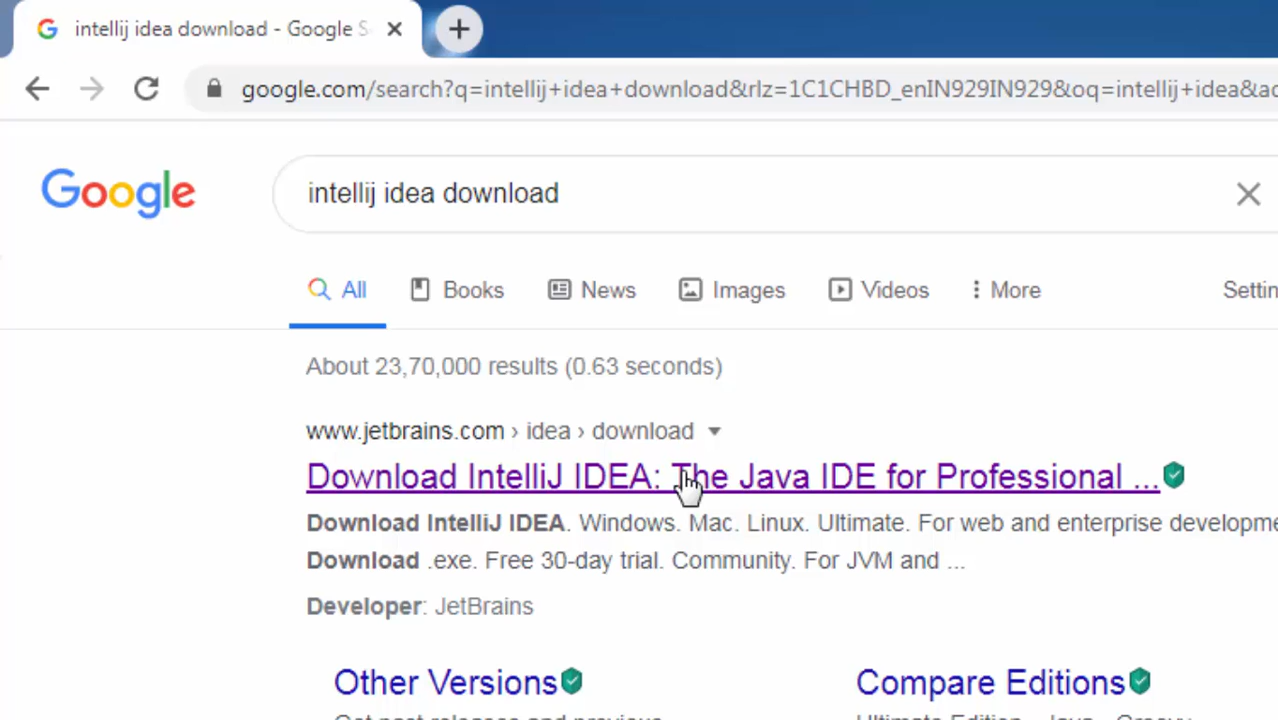 intellij idea download - Google S
google.com/search?q=intellij+idea+download&rlz=1C1CHBD_enIN929IN929&oq=intellij+idea&aq
Google
intellij idea download
All Books News Images Videos More Settin
About 23,70,000 results (0.63 seconds)
www.jetbrains.com › idea › download
Download IntelliJ IDEA: The Java IDE for Professional ...
Download IntelliJ IDEA. Windows. Mac. Linux. Ultimate. For web and enterprise developme
Download .exe. Free 30-day trial. Community. For JVM and ...
Developer: JetBrains
Other Versions Compare Editions